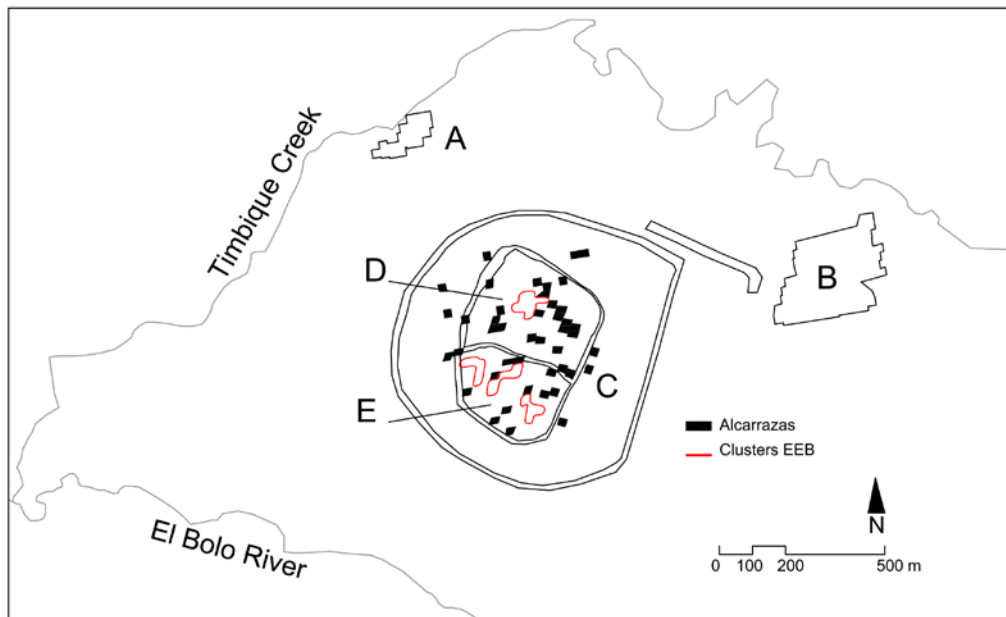 Timbique Creek
A
B
D
C
E
Alcarrazas
Clusters EEB
N
0 100 200 500 m
El Bolo River